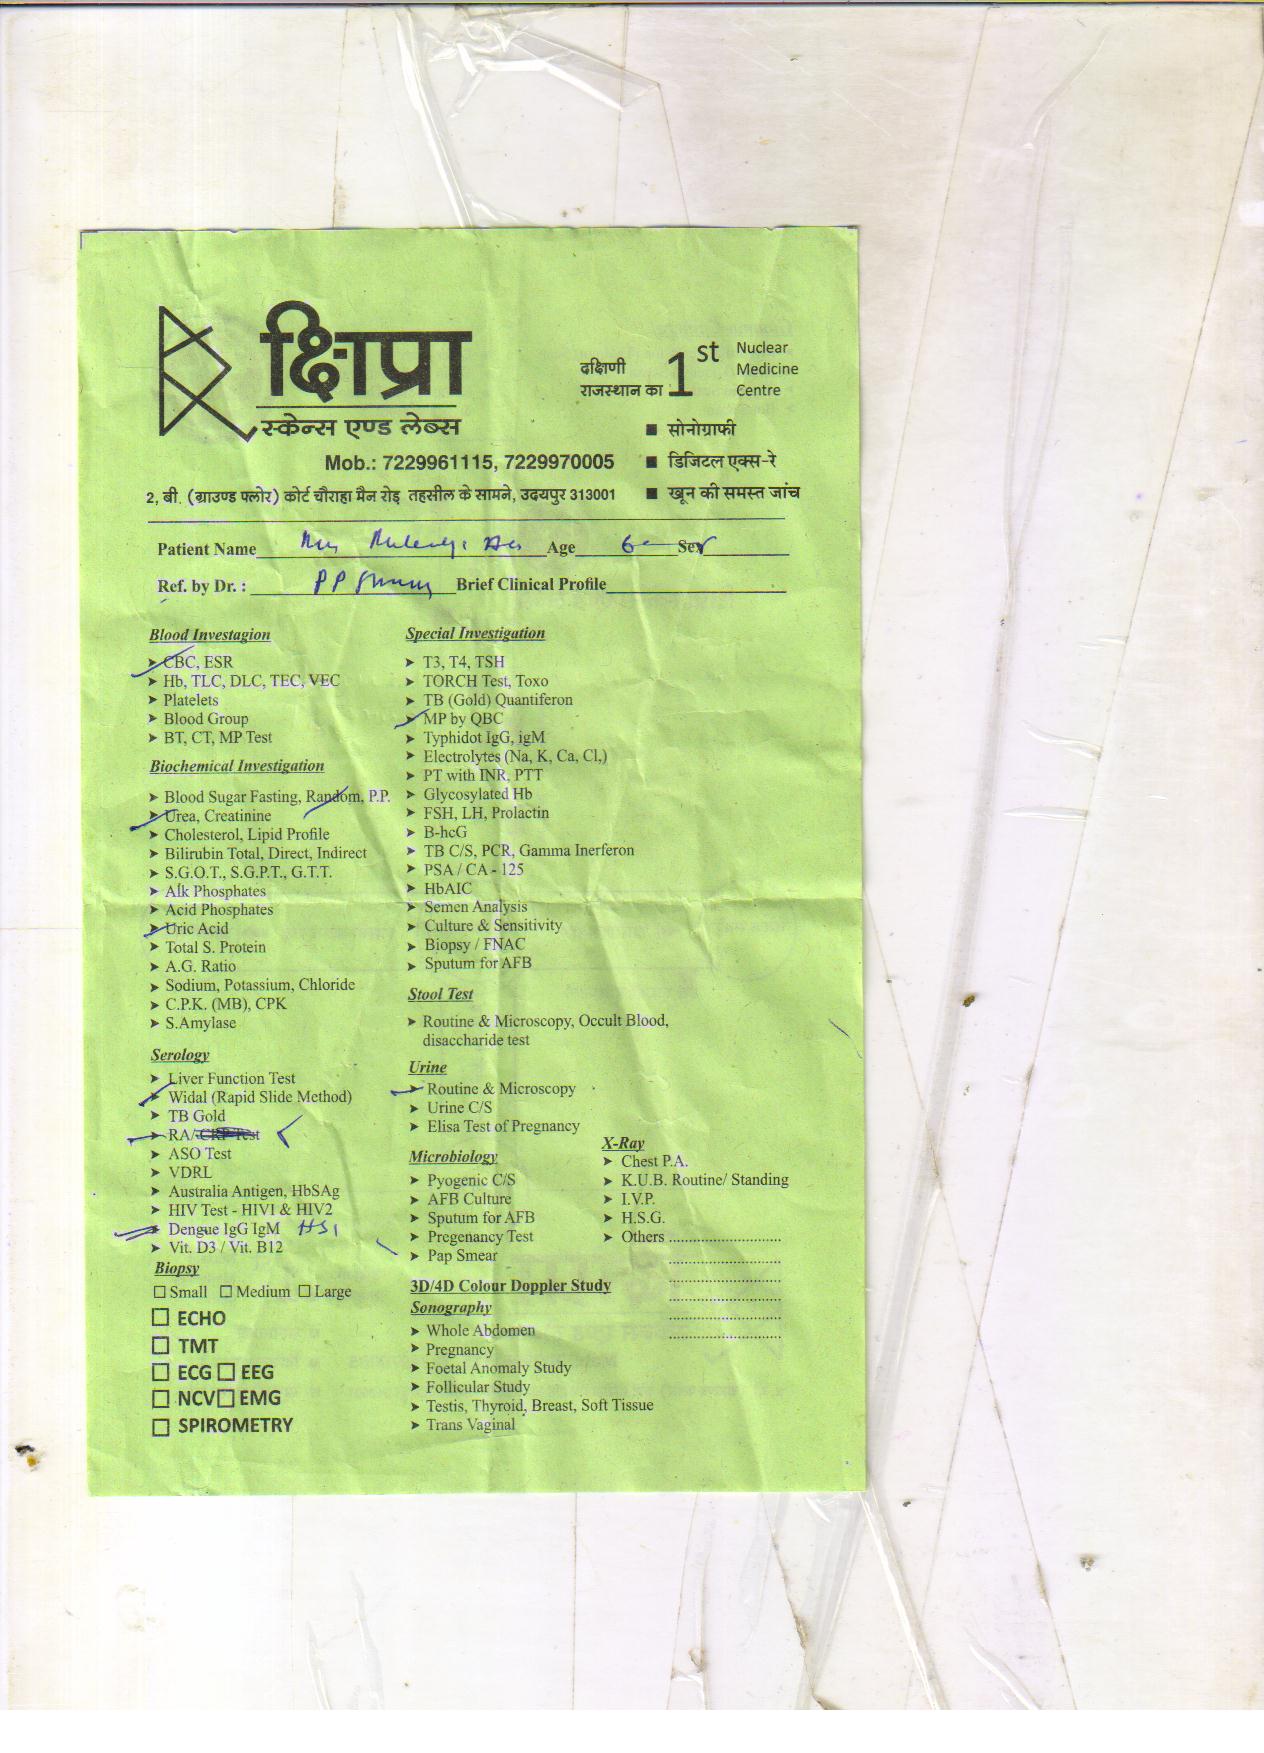 क्षिप्रा
स्केन्स एण्ड लेब्स
दक्षिणी राजस्थान का 1st Nuclear Medicine Centre
■ सोनोग्राफी
Mob.: 7229961115, 7229970005 ■ डिजिटल एक्स-रे
2, बी. (ग्राउण्ड फ्लोर) कोर्ट चौराहा मैन रोड़ तहसील के सामने, उदयपुर 313001 ■ खून की समस्त जांच
Patient Name Age Sex
Ref. by Dr. : PP Brief Clinical Profile
Blood Investagion
➤ CBC, ESR
➤ Hb, TLC, DLC, TEC, VEC
➤ Platelets
➤ Blood Group
➤ BT, CT, MP Test
Biochemical Investigation
➤ Blood Sugar Fasting, Random, P.P.
➤ Urea, Creatinine
➤ Cholesterol, Lipid Profile
➤ Bilirubin Total, Direct, Indirect
➤ S.G.O.T., S.G.P.T., G.T.T.
➤ Alk Phosphates
➤ Acid Phosphates
➤ Uric Acid
➤ Total S. Protein
➤ A.G. Ratio
➤ Sodium, Potassium, Chloride
➤ C.P.K. (MB), CPK
➤ S.Amylase
Serology
➤ Liver Function Test
➤ Widal (Rapid Slide Method)
➤ TB Gold
➤ RA/CRP Test
➤ ASO Test
➤ VDRL
➤ Australia Antigen, HbSAg
➤ HIV Test - HIV1 & HIV2
➤ Dengue IgG IgM
➤ Vit. D3 / Vit. B12
Biopsy
☐ Small ☐ Medium ☐ Large
☐ ECHO
☐ TMT
☐ ECG ☐ EEG
☐ NCV ☐ EMG
☐ SPIROMETRY
Special Investigation
➤ T3, T4, TSH
➤ TORCH Test, Toxo
➤ TB (Gold) Quantiferon
➤ MP by QBC
➤ Typhidot IgG, igM
➤ Electrolytes (Na, K, Ca, Cl,)
➤ PT with INR, PTT
➤ Glycosylated Hb
➤ FSH, LH, Prolactin
➤ B-hcG
➤ TB C/S, PCR, Gamma Inerferon
➤ PSA / CA - 125
➤ HbAIC
➤ Semen Analysis
➤ Culture & Sensitivity
➤ Biopsy / FNAC
➤ Sputum for AFB
Stool Test
➤ Routine & Microscopy, Occult Blood,
disaccharide test
Urine
➤ Routine & Microscopy
➤ Urine C/S
➤ Elisa Test of Pregnancy
Microbiology
➤ Pyogenic C/S
➤ AFB Culture
➤ Sputum for AFB
➤ Pregenancy Test
➤ Pap Smear
X-Ray
➤ Chest P.A.
➤ K.U.B. Routine/ Standing
➤ I.V.P.
➤ H.S.G.
➤ Others
3D/4D Colour Doppler Study
Sonography
➤ Whole Abdomen
➤ Pregnancy
➤ Foetal Anomaly Study
➤ Follicular Study
➤ Testis, Thyroid, Breast, Soft Tissue
➤ Trans Vaginal